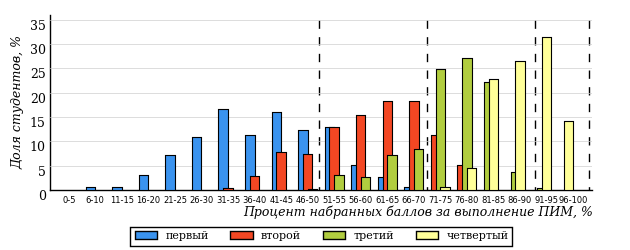 Доля студентов, %
35
30
25
20
15
10
5
0
0-5 6-10 11-15 16-20 21-25 26-30 31-35 36-40 41-45 46-50 51-55 56-60 61-65 66-70 71-75 76-80 81-85 86-90 91-95 96-100
Процент набранных баллов за выполнение ПИМ, %
первый второй третий четвертый